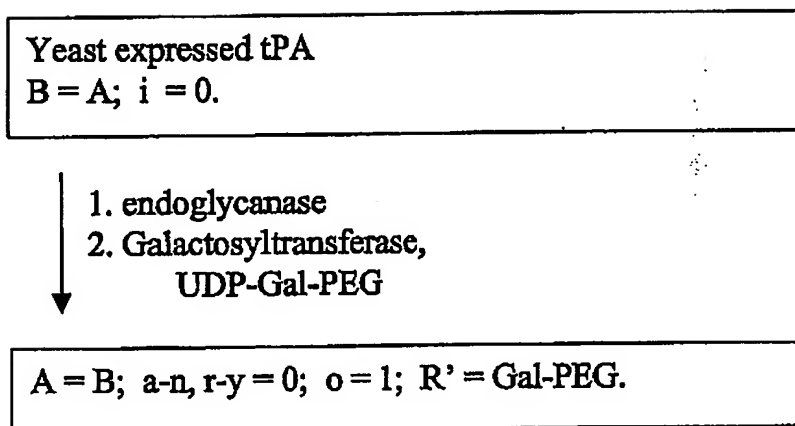 Yeast expressed tPA
B = A; i = 0.
1. endoglycanase
2. Galactosyltransferase,
UDP-Gal-PEG
A = B; a-n, r-y = 0; o = 1; R’ = Gal-PEG.